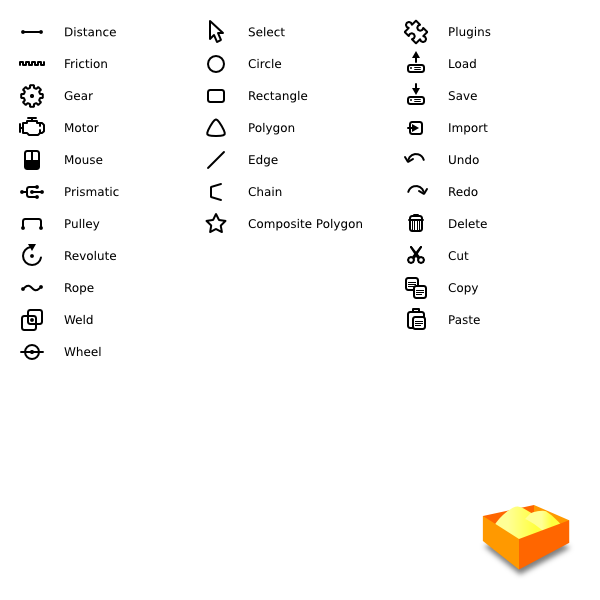 Distance
Friction
Gear
Motor
Mouse
Prismatic
Pulley
Revolute
Rope
Weld
Wheel
Select
Circle
Rectangle
Polygon
Edge
Chain
Composite Polygon
Plugins
Load
Save
Import
Undo
Redo
Delete
Cut
Copy
Paste